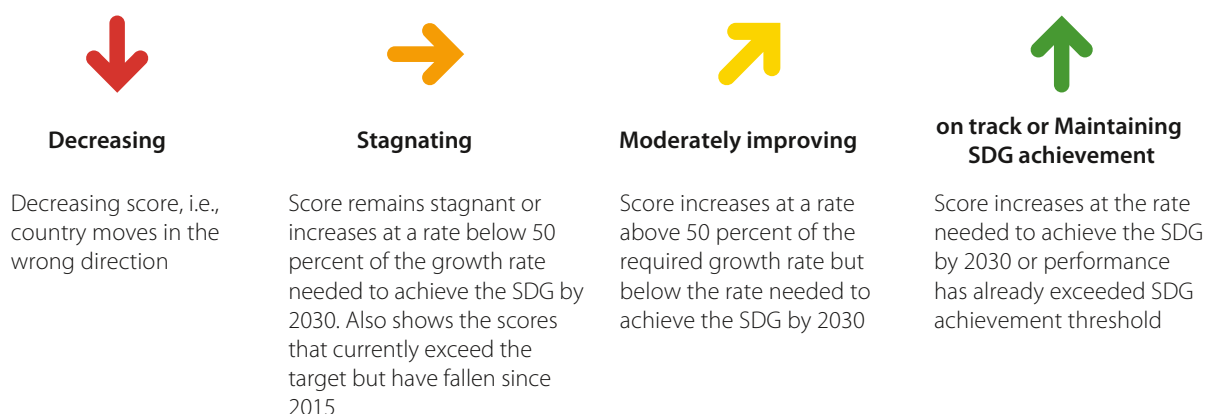 Decreasing
Decreasing score, i.e.,
country moves in the
wrong direction
Stagnating
Score remains stagnant or
increases at a rate below 50
percent of the growth rate
needed to achieve the SDG by
2030. Also shows the scores
that currently exceed the
target but have fallen since
2015
Moderately improving
Score increases at a rate
above 50 percent of the
required growth rate but
below the rate needed to
achieve the SDG by 2030
on track or Maintaining
SDG achievement
Score increases at the rate
needed to achieve the SDG
by 2030 or performance
has already exceeded SDG
achievement threshold